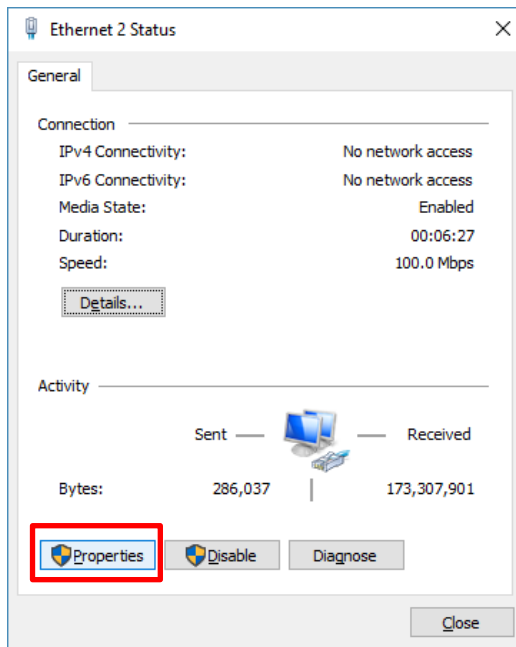 Ethernet 2 Status
General
Connection
IPv4 Connectivity: No network access
IPv6 Connectivity: No network access
Media State: Enabled
Duration: 00:06:27
Speed: 100.0 Mbps
Details...
Activity
Sent Received
Bytes: 286,037 173,307,901
Properties Disable Diagnose
Close